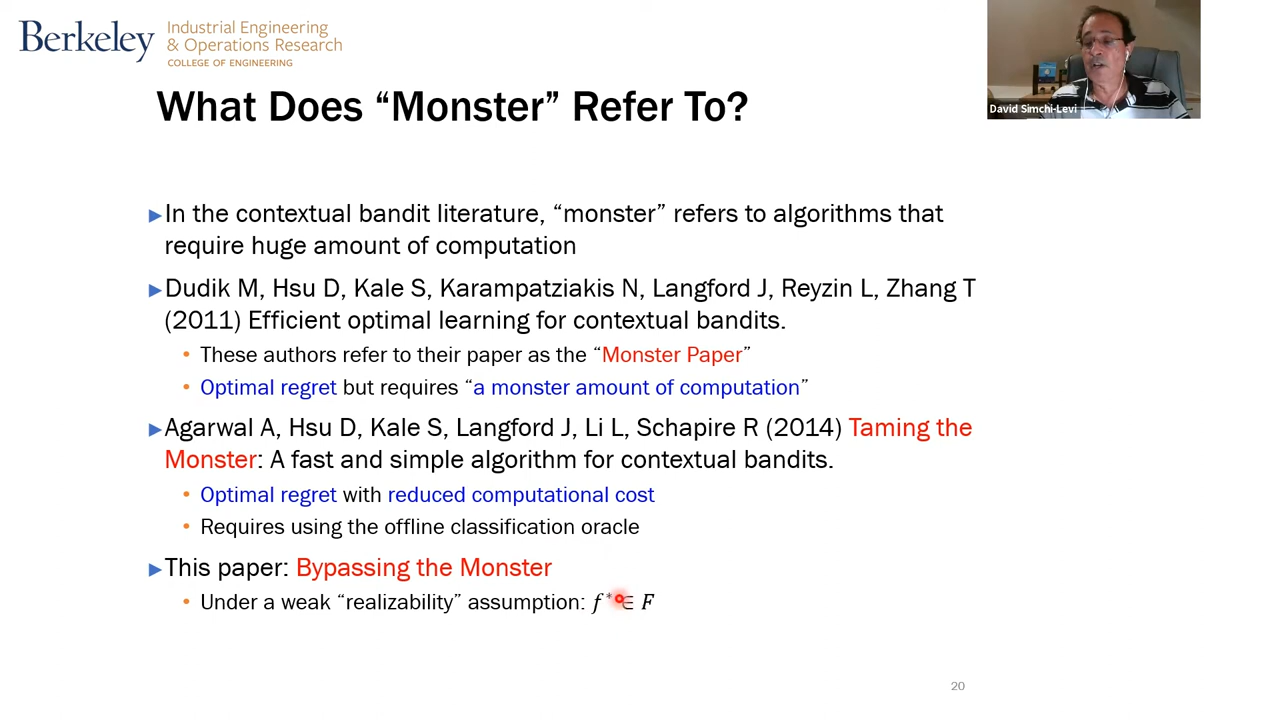 Berkeley
Industrial Engineering
& Operations Research
COLLEGE OF ENGINEERING
David Simchi-Levi
What Does “Monster” Refer To?
►In the contextual bandit literature, “monster” refers to algorithms that
require huge amount of computation
►Dudik M, Hsu D, Kale S, Karampatziakis N, Langford J, Reyzin L, Zhang T
(2011) Efficient optimal learning for contextual bandits.
• These authors refer to their paper as the “Monster Paper”
• Optimal regret but requires “a monster amount of computation”
►Agarwal A, Hsu D, Kale S, Langford J, Li L, Schapire R (2014) Taming the
Monster: A fast and simple algorithm for contextual bandits.
• Optimal regret with reduced computational cost
• Requires using the offline classification oracle
►This paper: Bypassing the Monster
• Under a weak “realizability” assumption: f* ∈ F
20